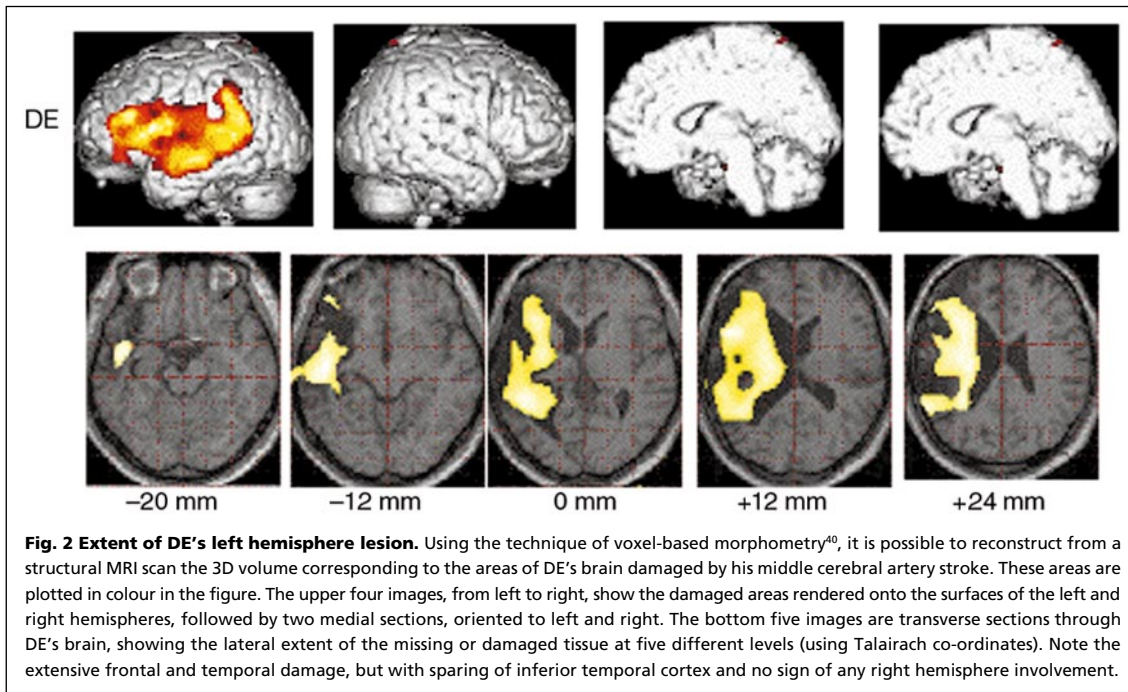 DE
–20 mm –12 mm 0 mm +12 mm +24 mm
Fig. 2 Extent of DE’s left hemisphere lesion. Using the technique of voxel-based morphometry40, it is possible to reconstruct from a
structural MRI scan the 3D volume corresponding to the areas of DE’s brain damaged by his middle cerebral artery stroke. These areas are
plotted in colour in the figure. The upper four images, from left to right, show the damaged areas rendered onto the surfaces of the left and
right hemispheres, followed by two medial sections, oriented to left and right. The bottom five images are transverse sections through
DE’s brain, showing the lateral extent of the missing or damaged tissue at five different levels (using Talairach co-ordinates). Note the
extensive frontal and temporal damage, but with sparing of inferior temporal cortex and no sign of any right hemisphere involvement.